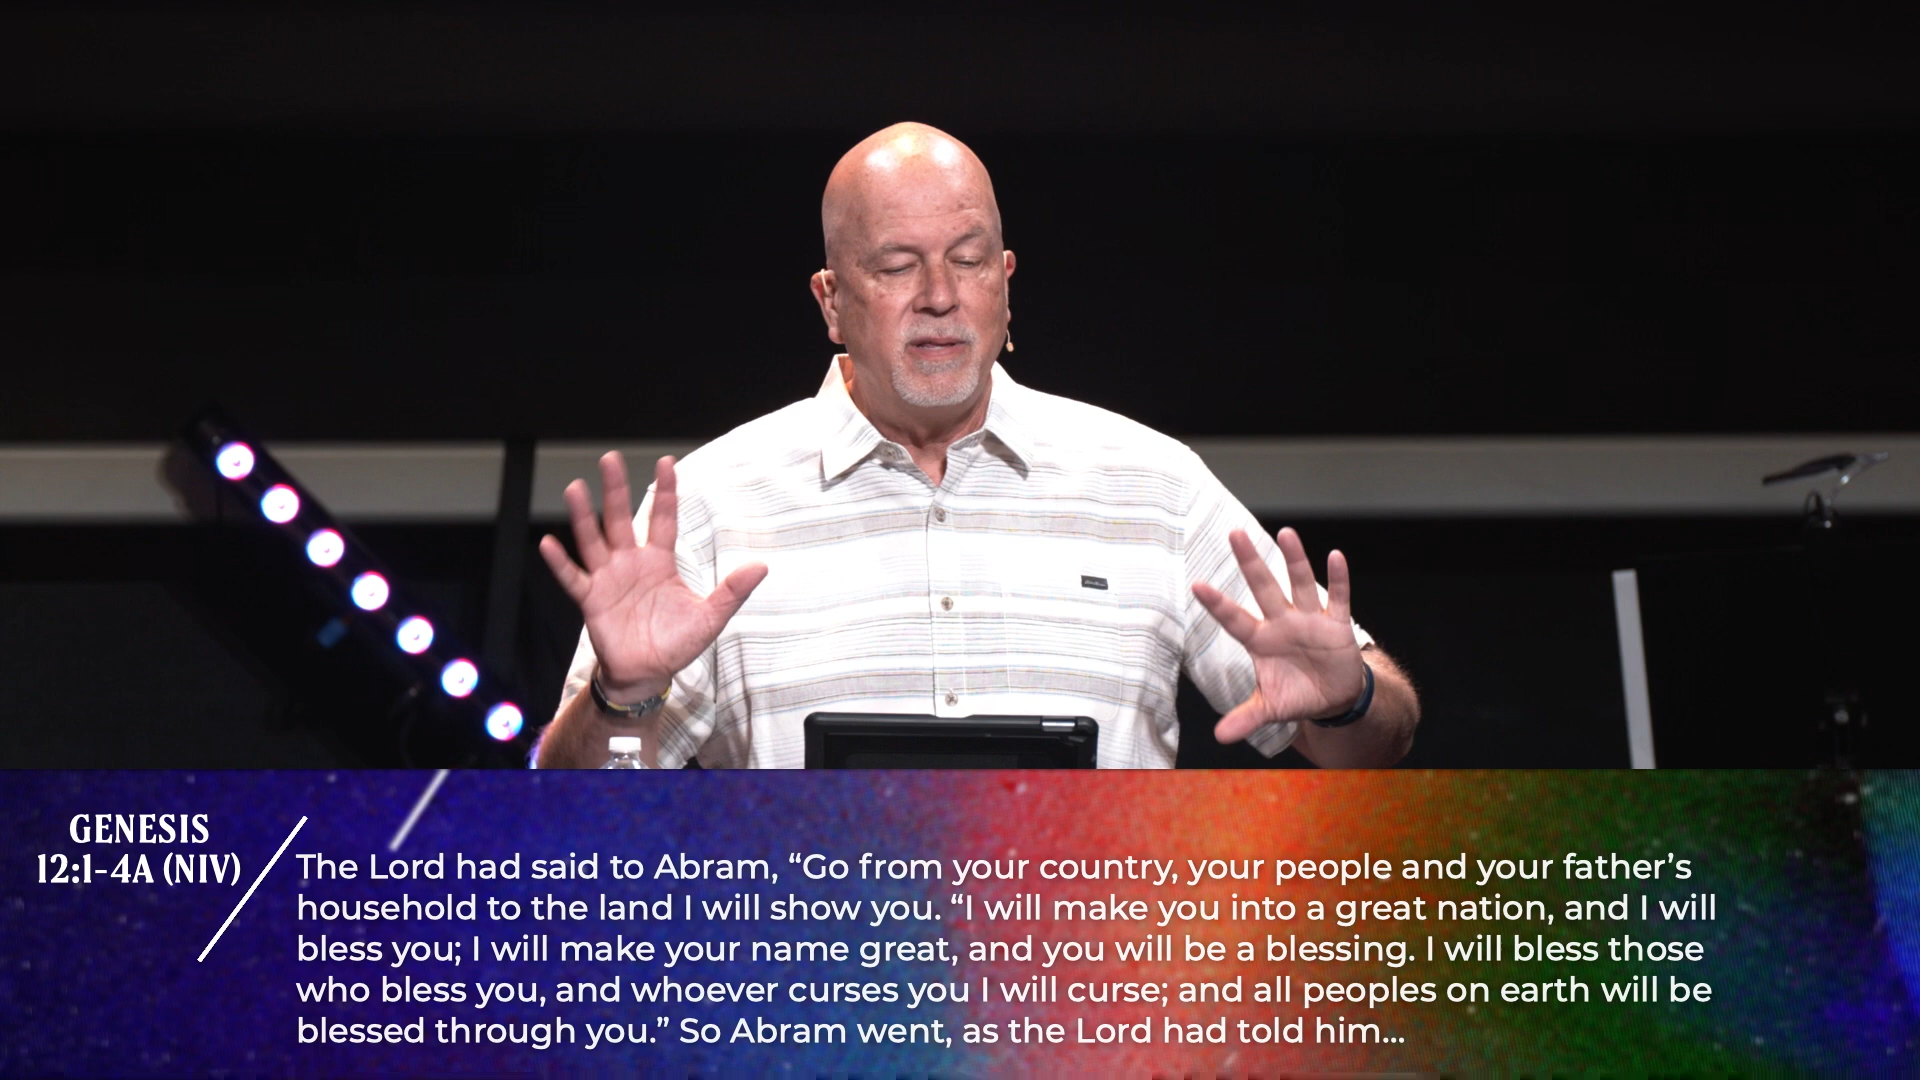 GENESIS
12:1-4A (NIV)
The Lord had said to Abram, “Go from your country, your people and your father’s
household to the land I will show you. “I will make you into a great nation, and I will
bless you; I will make your name great, and you will be a blessing. I will bless those
who bless you, and whoever curses you I will curse; and all peoples on earth will be
blessed through you.” So Abram went, as the Lord had told him...